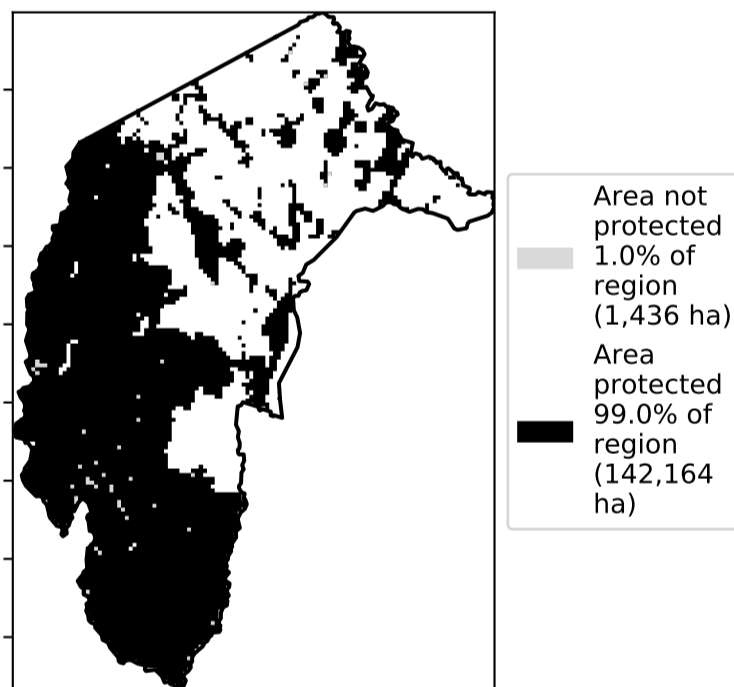 Area not
protected
1.0% of
region
(1,436 ha)
Area
protected
99.0% of
region
(142,164
ha)